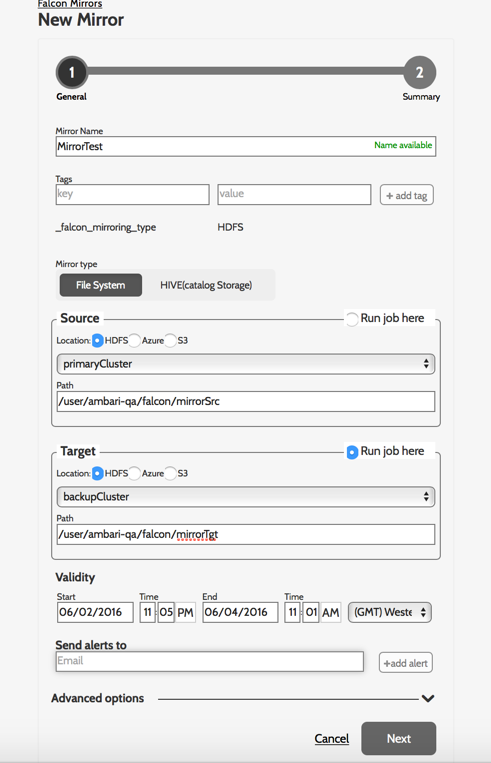 Falcon Mirrors
New Mirror
1 2
General Summary
Mirror Name
MirrorTest Name available
Tags
key value + add tag
_falcon_mirroring_type HDFS
Mirror type
File System HIVE(catalog Storage)
Source Run job here
Location: HDFS Azure S3
primaryCluster
Path
/user/ambari-qa/falcon/mirrorSrc
Target Run job here
Location: HDFS Azure S3
backupCluster
Path
/user/ambari-qa/falcon/mirrorTgt
Validity
Start Time End Time
06/02/2016 11 : 05 PM 06/04/2016 11 : 01 AM (GMT) Weste
Send alerts to
Email +add alert
Advanced options
Cancel Next